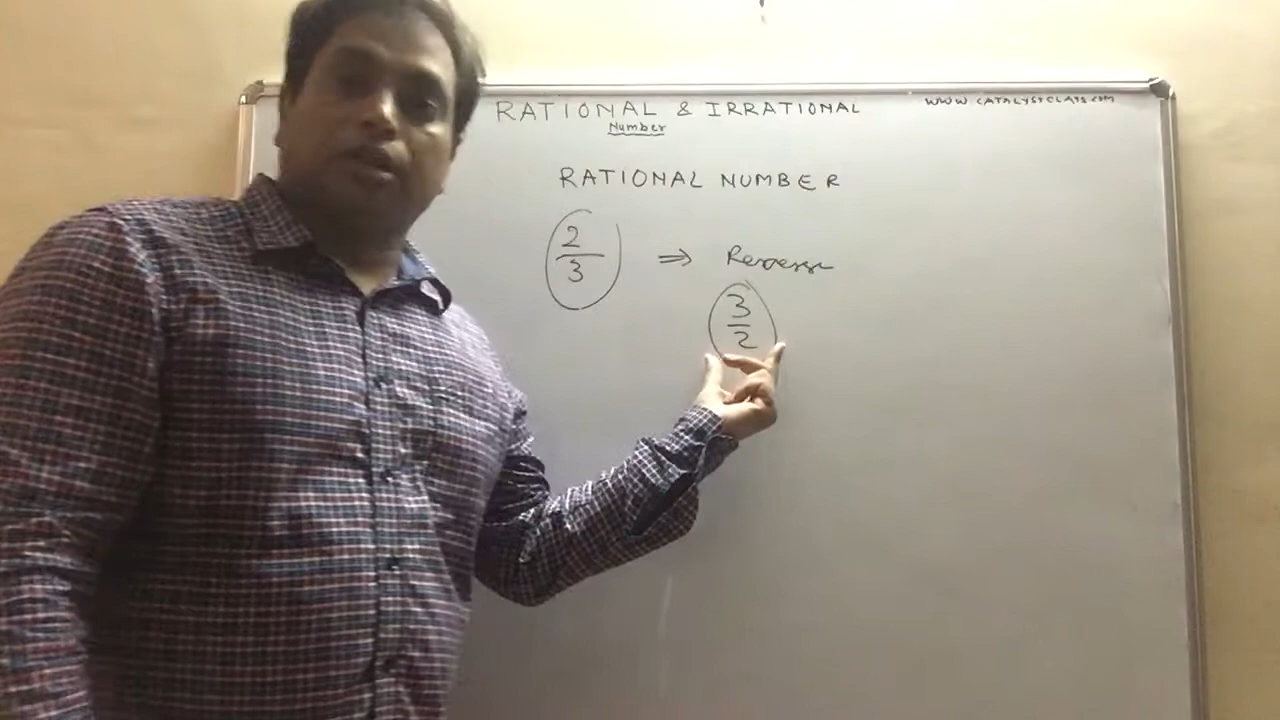 RATIONAL & IRRATIONAL
Number
WWW.CATALYSTCLASS.COM
RATIONAL NUMBER
2
3
⇒ Reverse
3
2